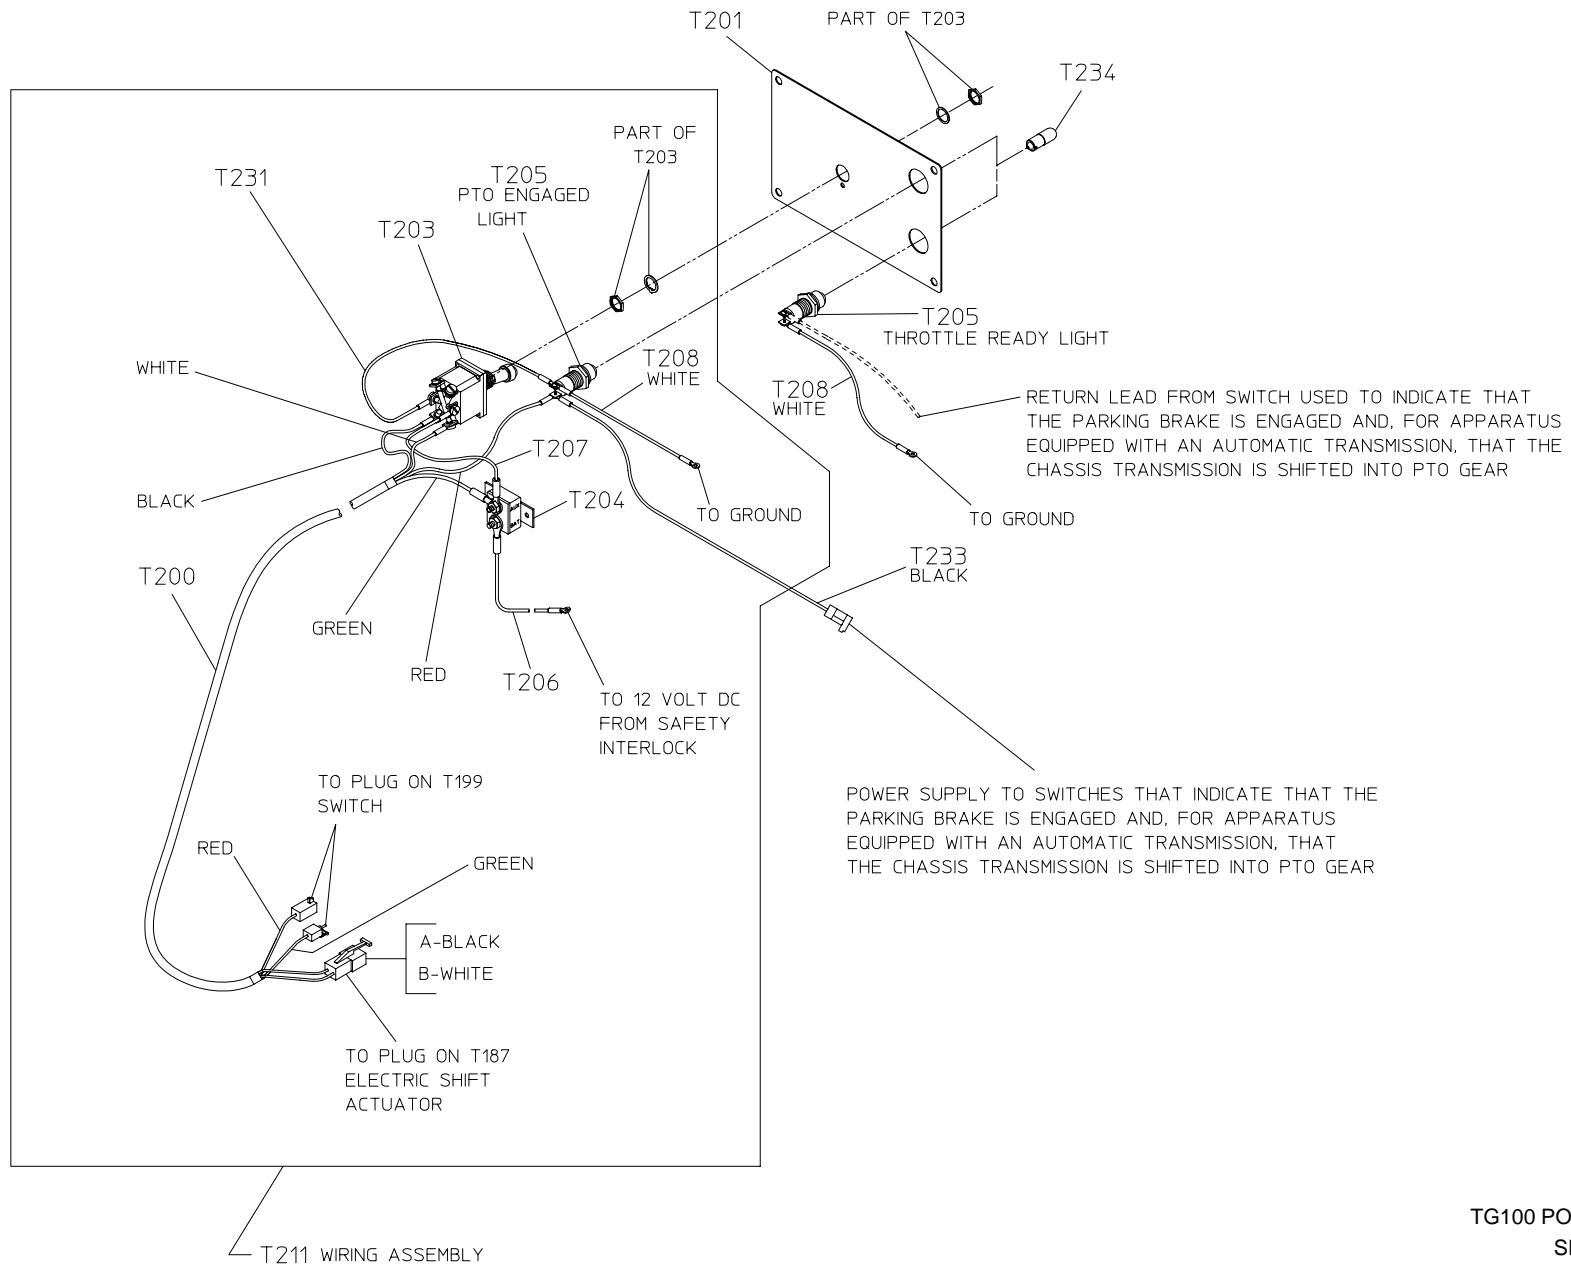 T201
PART OF T203
T234
PART OF
T203
T231
T205
PTO ENGAGED
LIGHT
T203
T205
THROTTLE READY LIGHT
WHITE
T208
WHITE
T208
WHITE
RETURN LEAD FROM SWITCH USED TO INDICATE THAT
THE PARKING BRAKE IS ENGAGED AND, FOR APPARATUS
EQUIPPED WITH AN AUTOMATIC TRANSMISSION, THAT THE
CHASSIS TRANSMISSION IS SHIFTED INTO PTO GEAR
T207
BLACK
T204
TO GROUND
TO GROUND
T233
BLACK
T200
GREEN
RED
T206
TO 12 VOLT DC
FROM SAFETY
INTERLOCK
TO PLUG ON T199
SWITCH
POWER SUPPLY TO SWITCHES THAT INDICATE THAT THE
PARKING BRAKE IS ENGAGED AND, FOR APPARATUS
EQUIPPED WITH AN AUTOMATIC TRANSMISSION, THAT
THE CHASSIS TRANSMISSION IS SHIFTED INTO PTO GEAR
RED
GREEN
A-BLACK
B-WHITE
TO PLUG ON T187
ELECTRIC SHIFT
ACTUATOR
TG100 PO
T211 WIRING ASSEMBLY